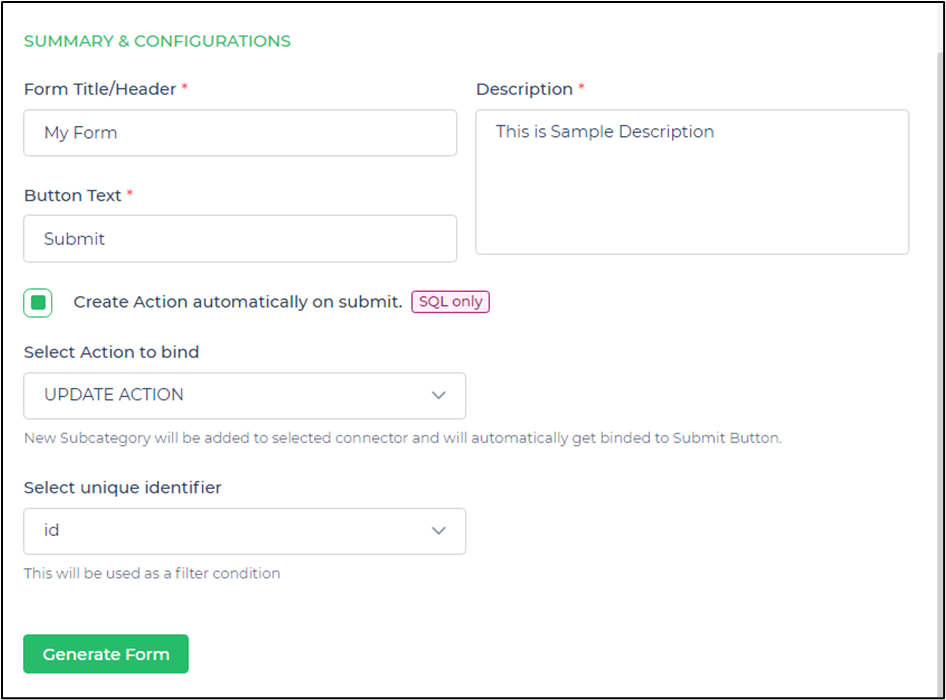 SUMMARY & CONFIGURATIONS
Form Title/Header *
My Form
Description *
This is Sample Description
Button Text *
Submit
Create Action automatically on submit. SQL only
Select Action to bind
UPDATE ACTION
New Subcategory will be added to selected connector and will automatically get binded to Submit Button.
Select unique identifier
id
This will be used as a filter condition
Generate Form